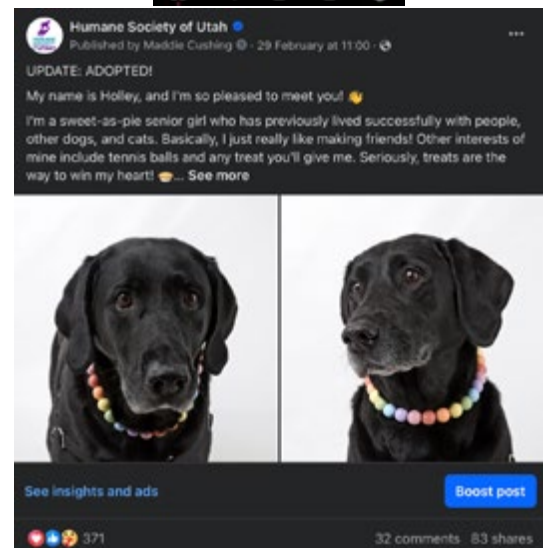 Humane Society of Utah
Published by Maddie Cushing · 29 February at 11:00 ·
UPDATE: ADOPTED!
My name is Holley, and I'm so pleased to meet you! 👋
I'm a sweet-as-pie senior girl who has previously lived successfully with people,
other dogs, and cats. Basically, I just really like making friends! Other interests of
mine include tennis balls and any treat you'll give me. Seriously, treats are the
way to win my heart! 🥧... See more
See insights and ads
Boost post
371
32 comments 83 shares